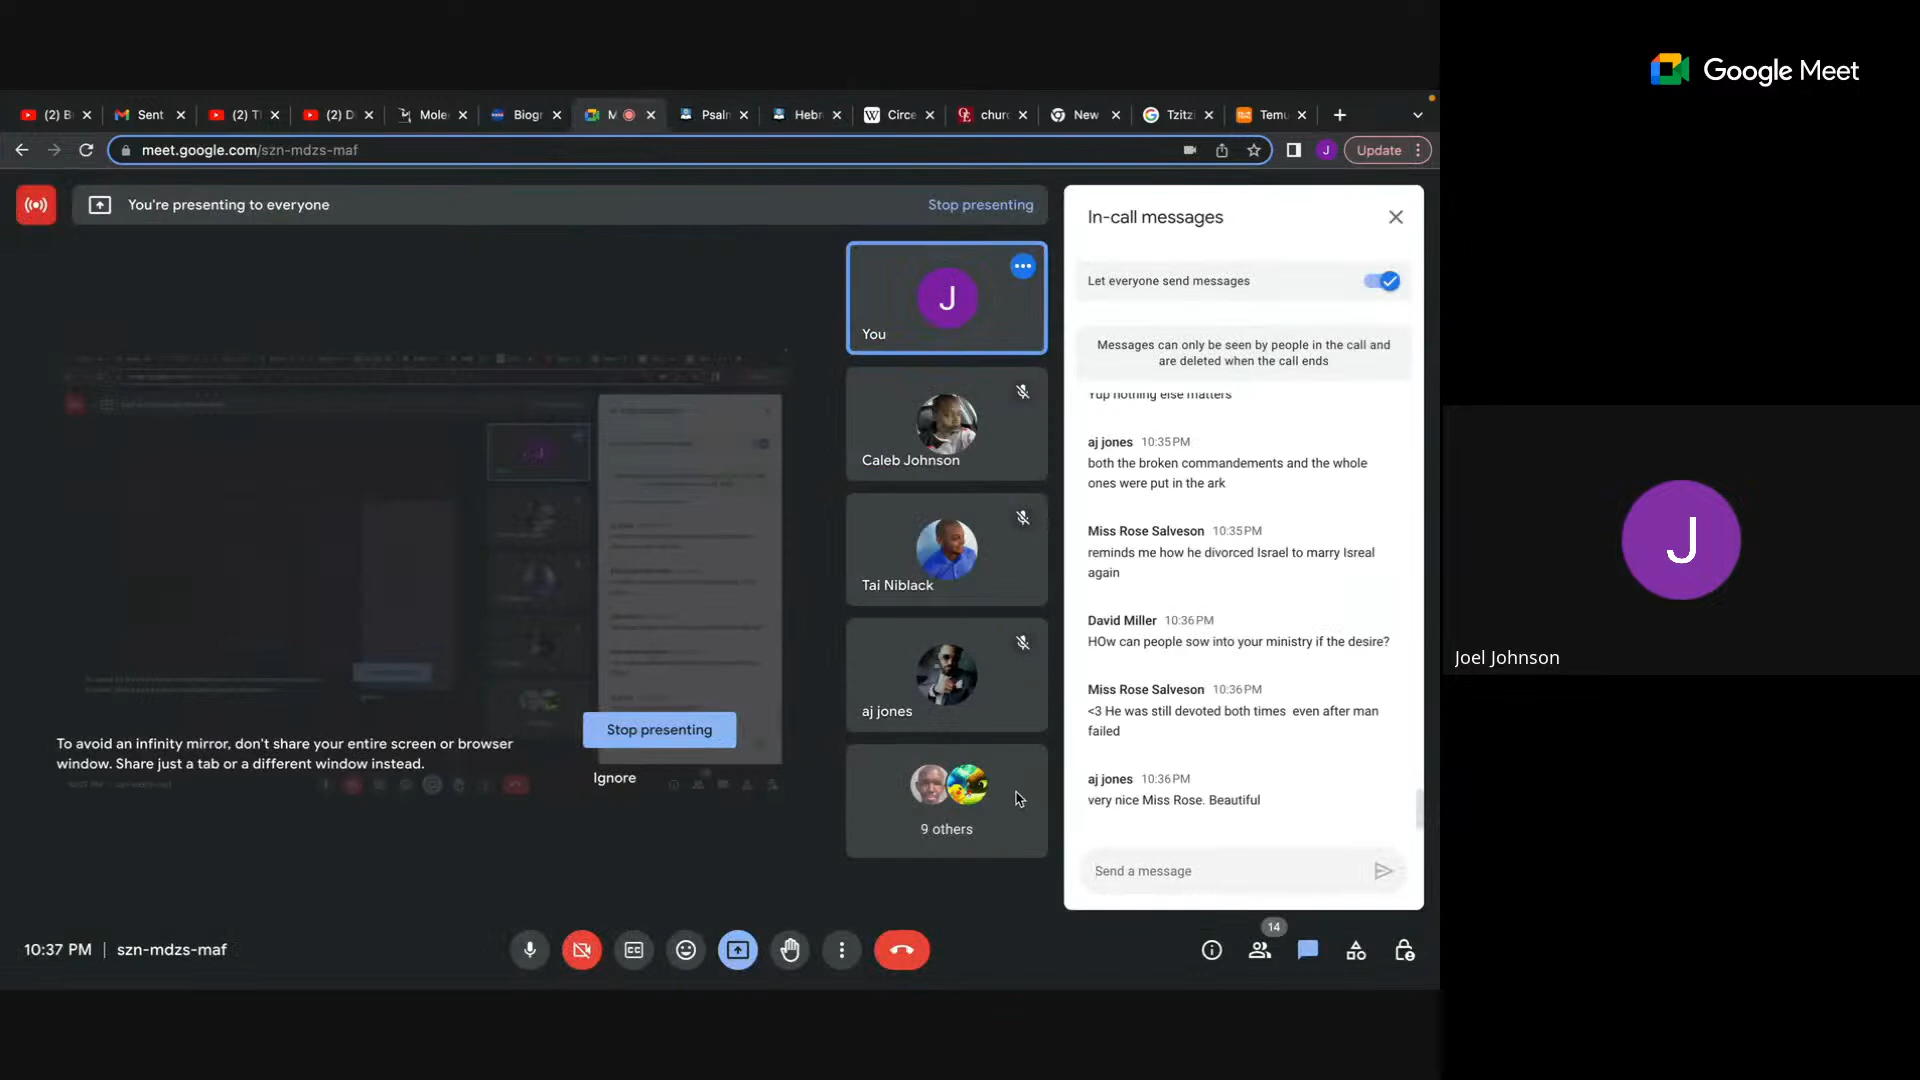 Google Meet
(2) B
Sent
(2) T
(2) D
Mole
Biogr
M
Psaln
Hebr
Circe
churc
New
Tzitzi
Temu
meet.google.com/szn-mdzs-maf
J
Update
You're presenting to everyone
Stop presenting
J
You
Caleb Johnson
Tai Niblack
aj jones
9 others
To avoid an infinity mirror, don't share your entire screen or browser
window. Share just a tab or a different window instead.
Stop presenting
Ignore
In-call messages
Let everyone send messages
Messages can only be seen by people in the call and
are deleted when the call ends
Yup nothing else matters
aj jones 10:35 PM
both the broken commandements and the whole
ones were put in the ark
Miss Rose Salveson 10:35 PM
reminds me how he divorced Israel to marry Isreal
again
David Miller 10:36 PM
HOw can people sow into your ministry if the desire?
Miss Rose Salveson 10:36 PM
<3 He was still devoted both times even after man
failed
aj jones 10:36 PM
very nice Miss Rose. Beautiful
Send a message
10:37 PM | szn-mdzs-maf
14
J
Joel Johnson